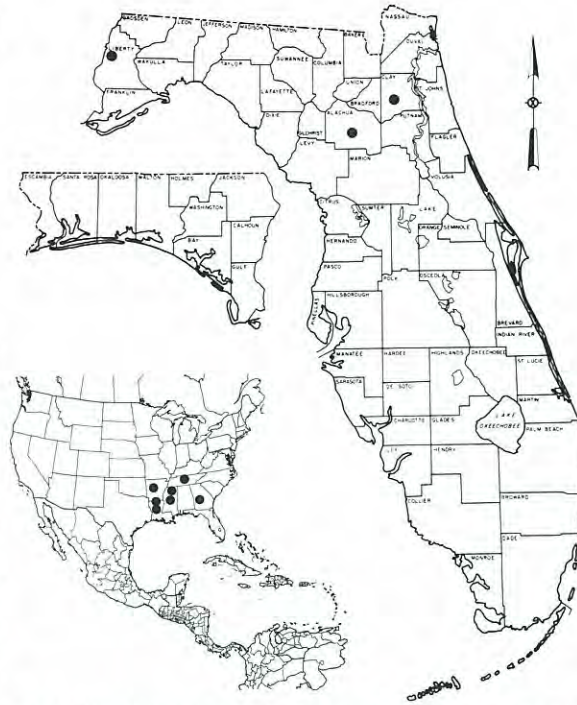 NASSAU
GADSDEN
LEON
JEFFERSON
MADISON
HAMILTON
BAKER
DUVAL
LIBERTY
WAKULLA
TAYLOR
SUWANNEE
COLUMBIA
UNION
CLAY
ST JOHNS
FRANKLIN
LAFAYETTE
BRADFORD
DIXIE
ALACHUA
PUTNAM
GILCHRIST
FLAGLER
LEVY
MARION
VOLUSIA
ESCAMBIA
SANTA ROSA
OKALOOSA
WALTON
HOLMES
JACKSON
WASHINGTON
BAY
CALHOUN
GULF
CITRUS
SUMTER
LAKE
HERNANDO
ORANGE
SEMINOLE
PASCO
POLK
OSCEOLA
HILLSBOROUGH
PINELLAS
BREVARD
INDIAN RIVER
MANATEE
HARDEE
HIGHLANDS
OKEECHOBEE
ST LUCIE
SARASOTA
DE SOTO
MARTIN
CHARLOTTE
GLADES
LAKE
OKEECHOBEE
PALM BEACH
LEE
HENDRY
COLLIER
BROWARD
DADE
MONROE